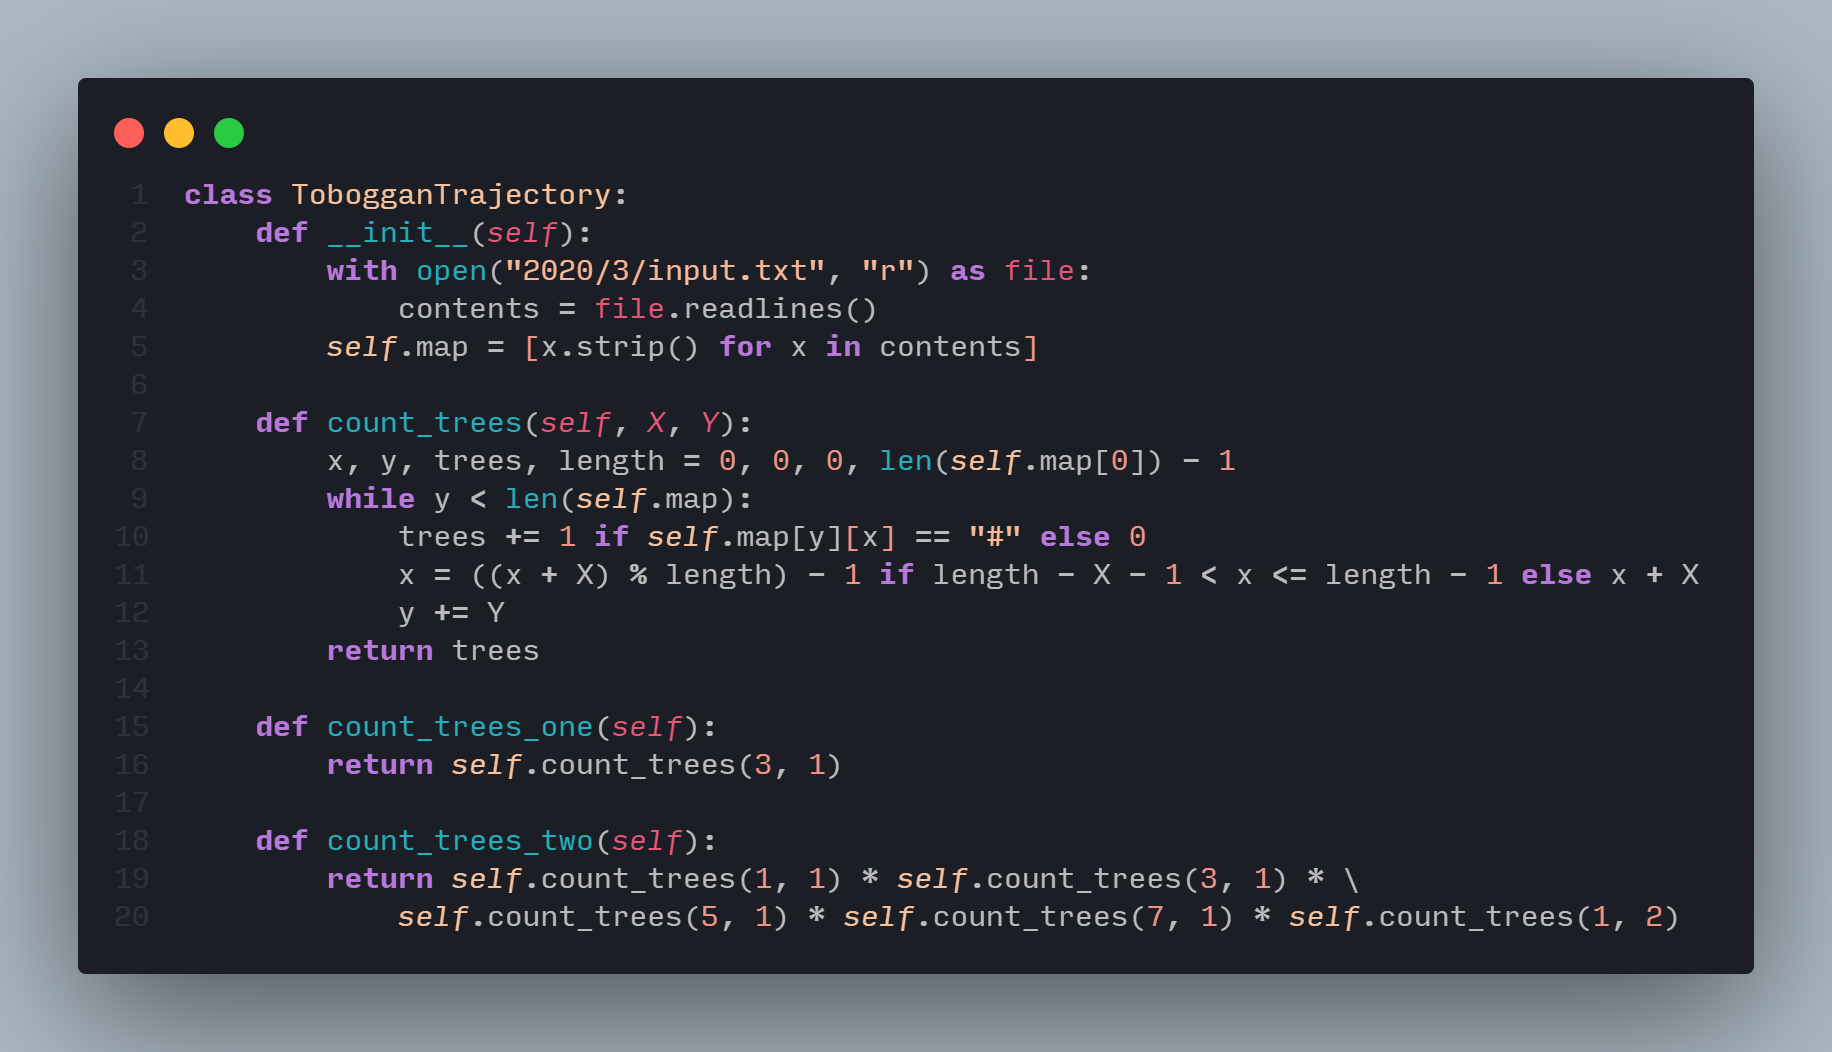 1 class TobogganTrajectory:
2     def __init__(self):
3         with open("2020/3/input.txt", "r") as file:
4             contents = file.readlines()
5         self.map = [x.strip() for x in contents]
6
7     def count_trees(self, X, Y):
8         x, y, trees, length = 0, 0, 0, len(self.map[0]) - 1
9         while y < len(self.map):
10             trees += 1 if self.map[y][x] == "#" else 0
11             x = ((x + X) % length) - 1 if length - X - 1 < x <= length - 1 else x + X
12             y += Y
13         return trees
14
15     def count_trees_one(self):
16         return self.count_trees(3, 1)
17
18     def count_trees_two(self):
19         return self.count_trees(1, 1) * self.count_trees(3, 1) * \
20             self.count_trees(5, 1) * self.count_trees(7, 1) * self.count_trees(1, 2)